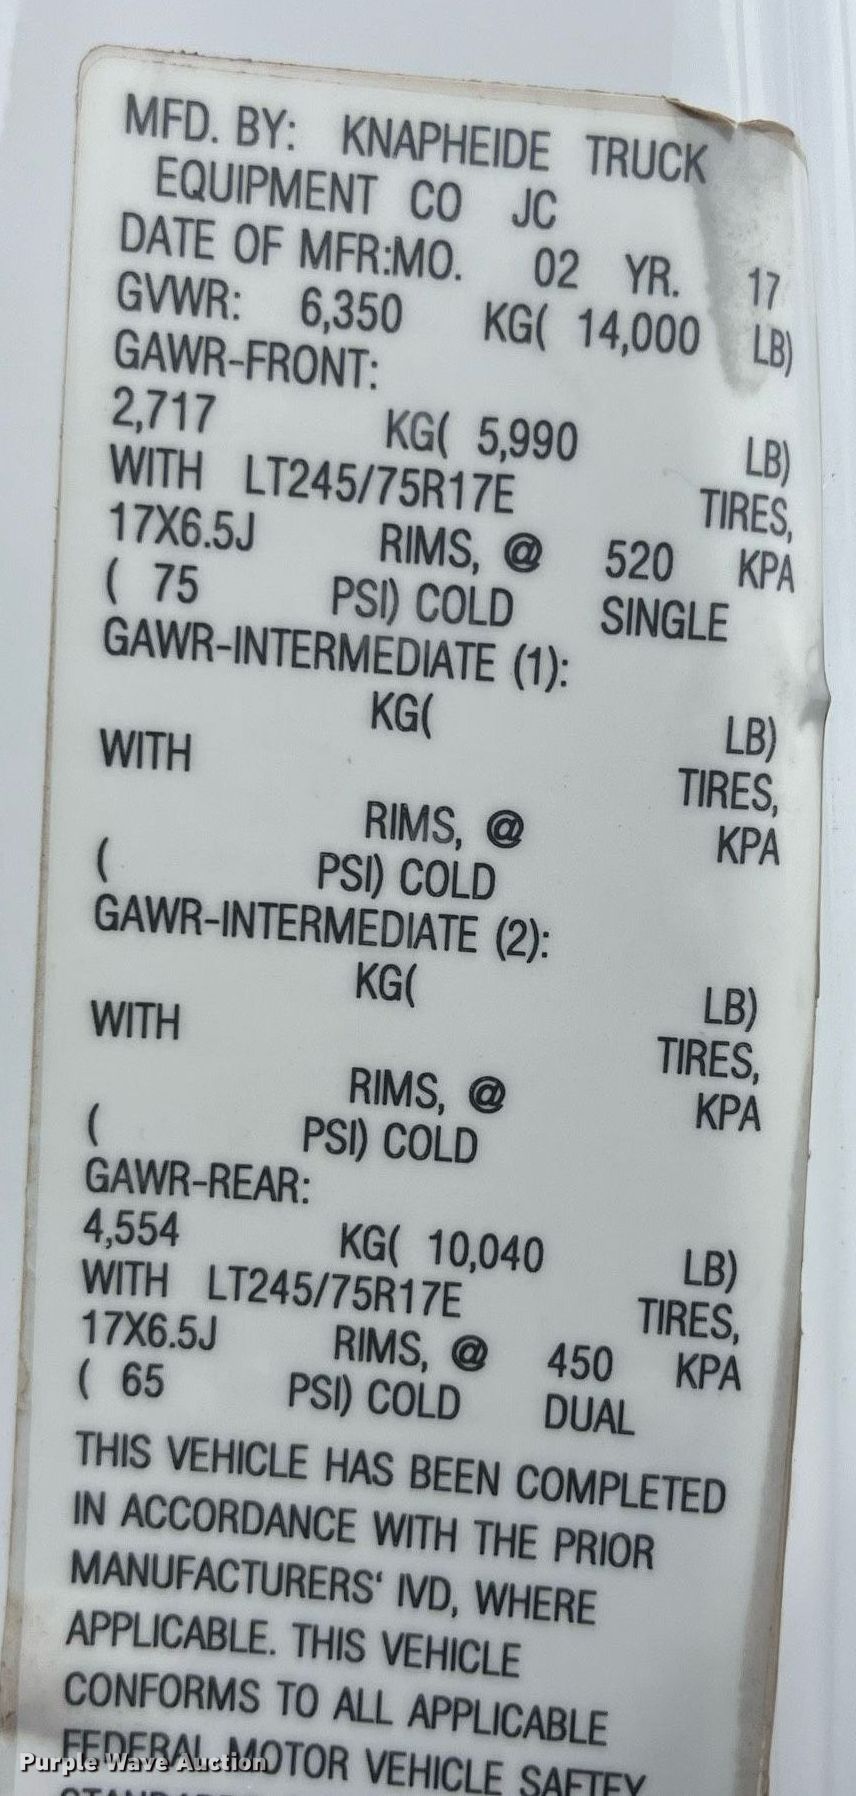 MFD. BY: KNAPHEIDE TRUCK
EQUIPMENT CO JC
DATE OF MFR:MO. 02 YR. 17
GVWR: 6,350 KG( 14,000 LB)
GAWR-FRONT:
2,717 KG( 5,990 LB)
WITH LT245/75R17E TIRES,
17X6.5J RIMS, @ 520 KPA
( 75 PSI) COLD SINGLE
GAWR-INTERMEDIATE (1):
KG( LB)
WITH TIRES,
RIMS, @ KPA
( PSI) COLD
GAWR-INTERMEDIATE (2):
KG( LB)
WITH TIRES,
RIMS, @ KPA
( PSI) COLD
GAWR-REAR:
4,554 KG( 10,040 LB)
WITH LT245/75R17E TIRES,
17X6.5J RIMS, @ 450 KPA
( 65 PSI) COLD DUAL
THIS VEHICLE HAS BEEN COMPLETED
IN ACCORDANCE WITH THE PRIOR
MANUFACTURERS' IVD, WHERE
APPLICABLE. THIS VEHICLE
CONFORMS TO ALL APPLICABLE
FEDERAL MOTOR VEHICLE SAFTEY
Purple Wave Auction